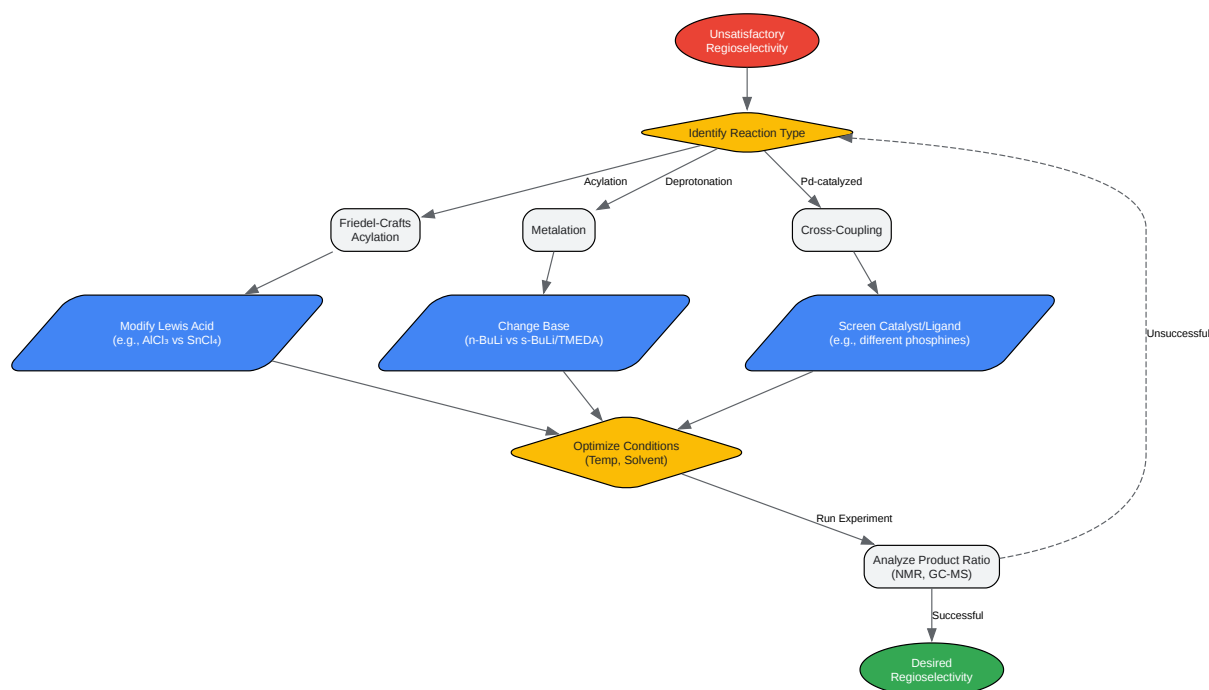 Unsatisfactory
Regioselectivity
Identify Reaction Type
Acylation
Deprotonation
Pd-catalyzed
Friedel-Crafts
Acylation
Metalation
Cross-Coupling
Modify Lewis Acid
(e.g., AlCl₃ vs SnCl₄)
Change Base
(n-BuLi vs s-BuLi/TMEDA)
Screen Catalyst/Ligand
(e.g., different phosphines)
Unsuccessful
Optimize Conditions
(Temp, Solvent)
Run Experiment
Analyze Product Ratio
(NMR, GC-MS)
Successful
Desired
Regioselectivity